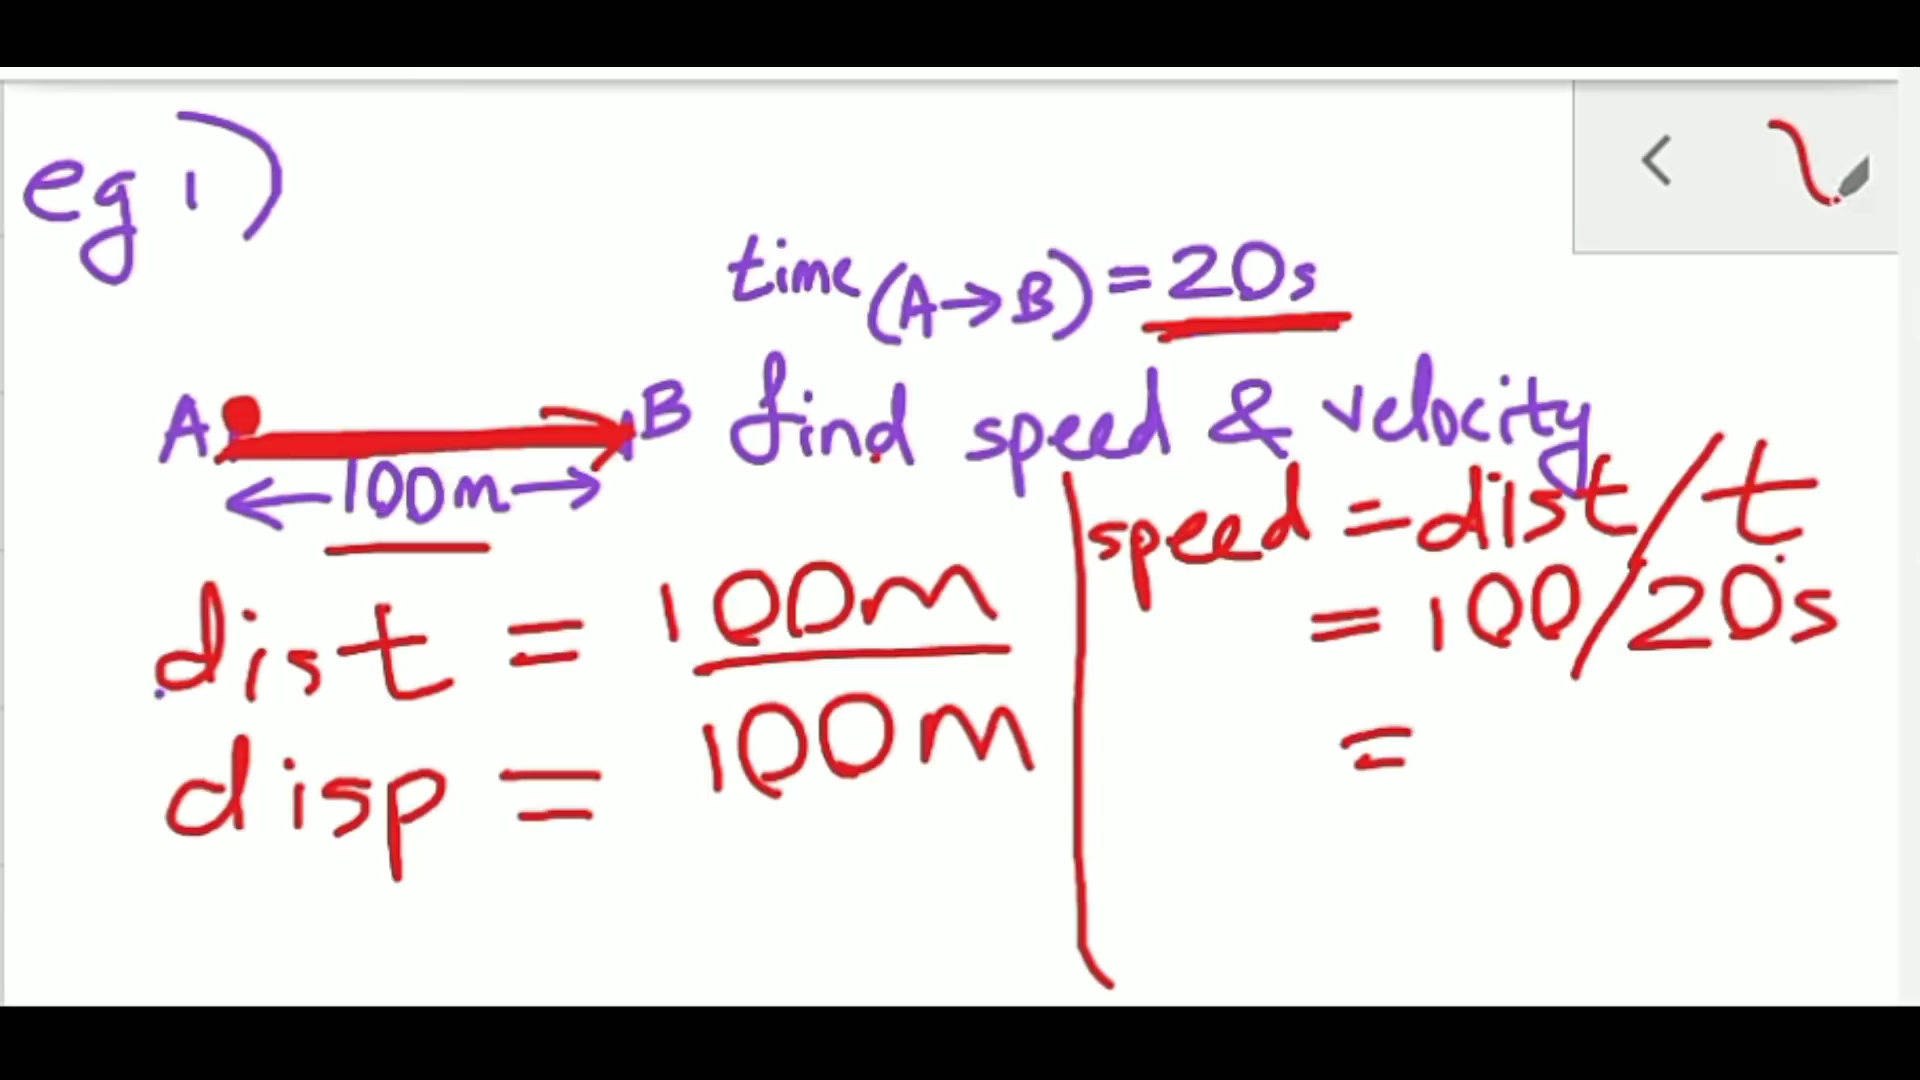 eg 1)
time (A→B) = 20s
A B find speed & velocity
100m
speed = dist/t
dist = 100m
= 100/20s
disp = 100m
=